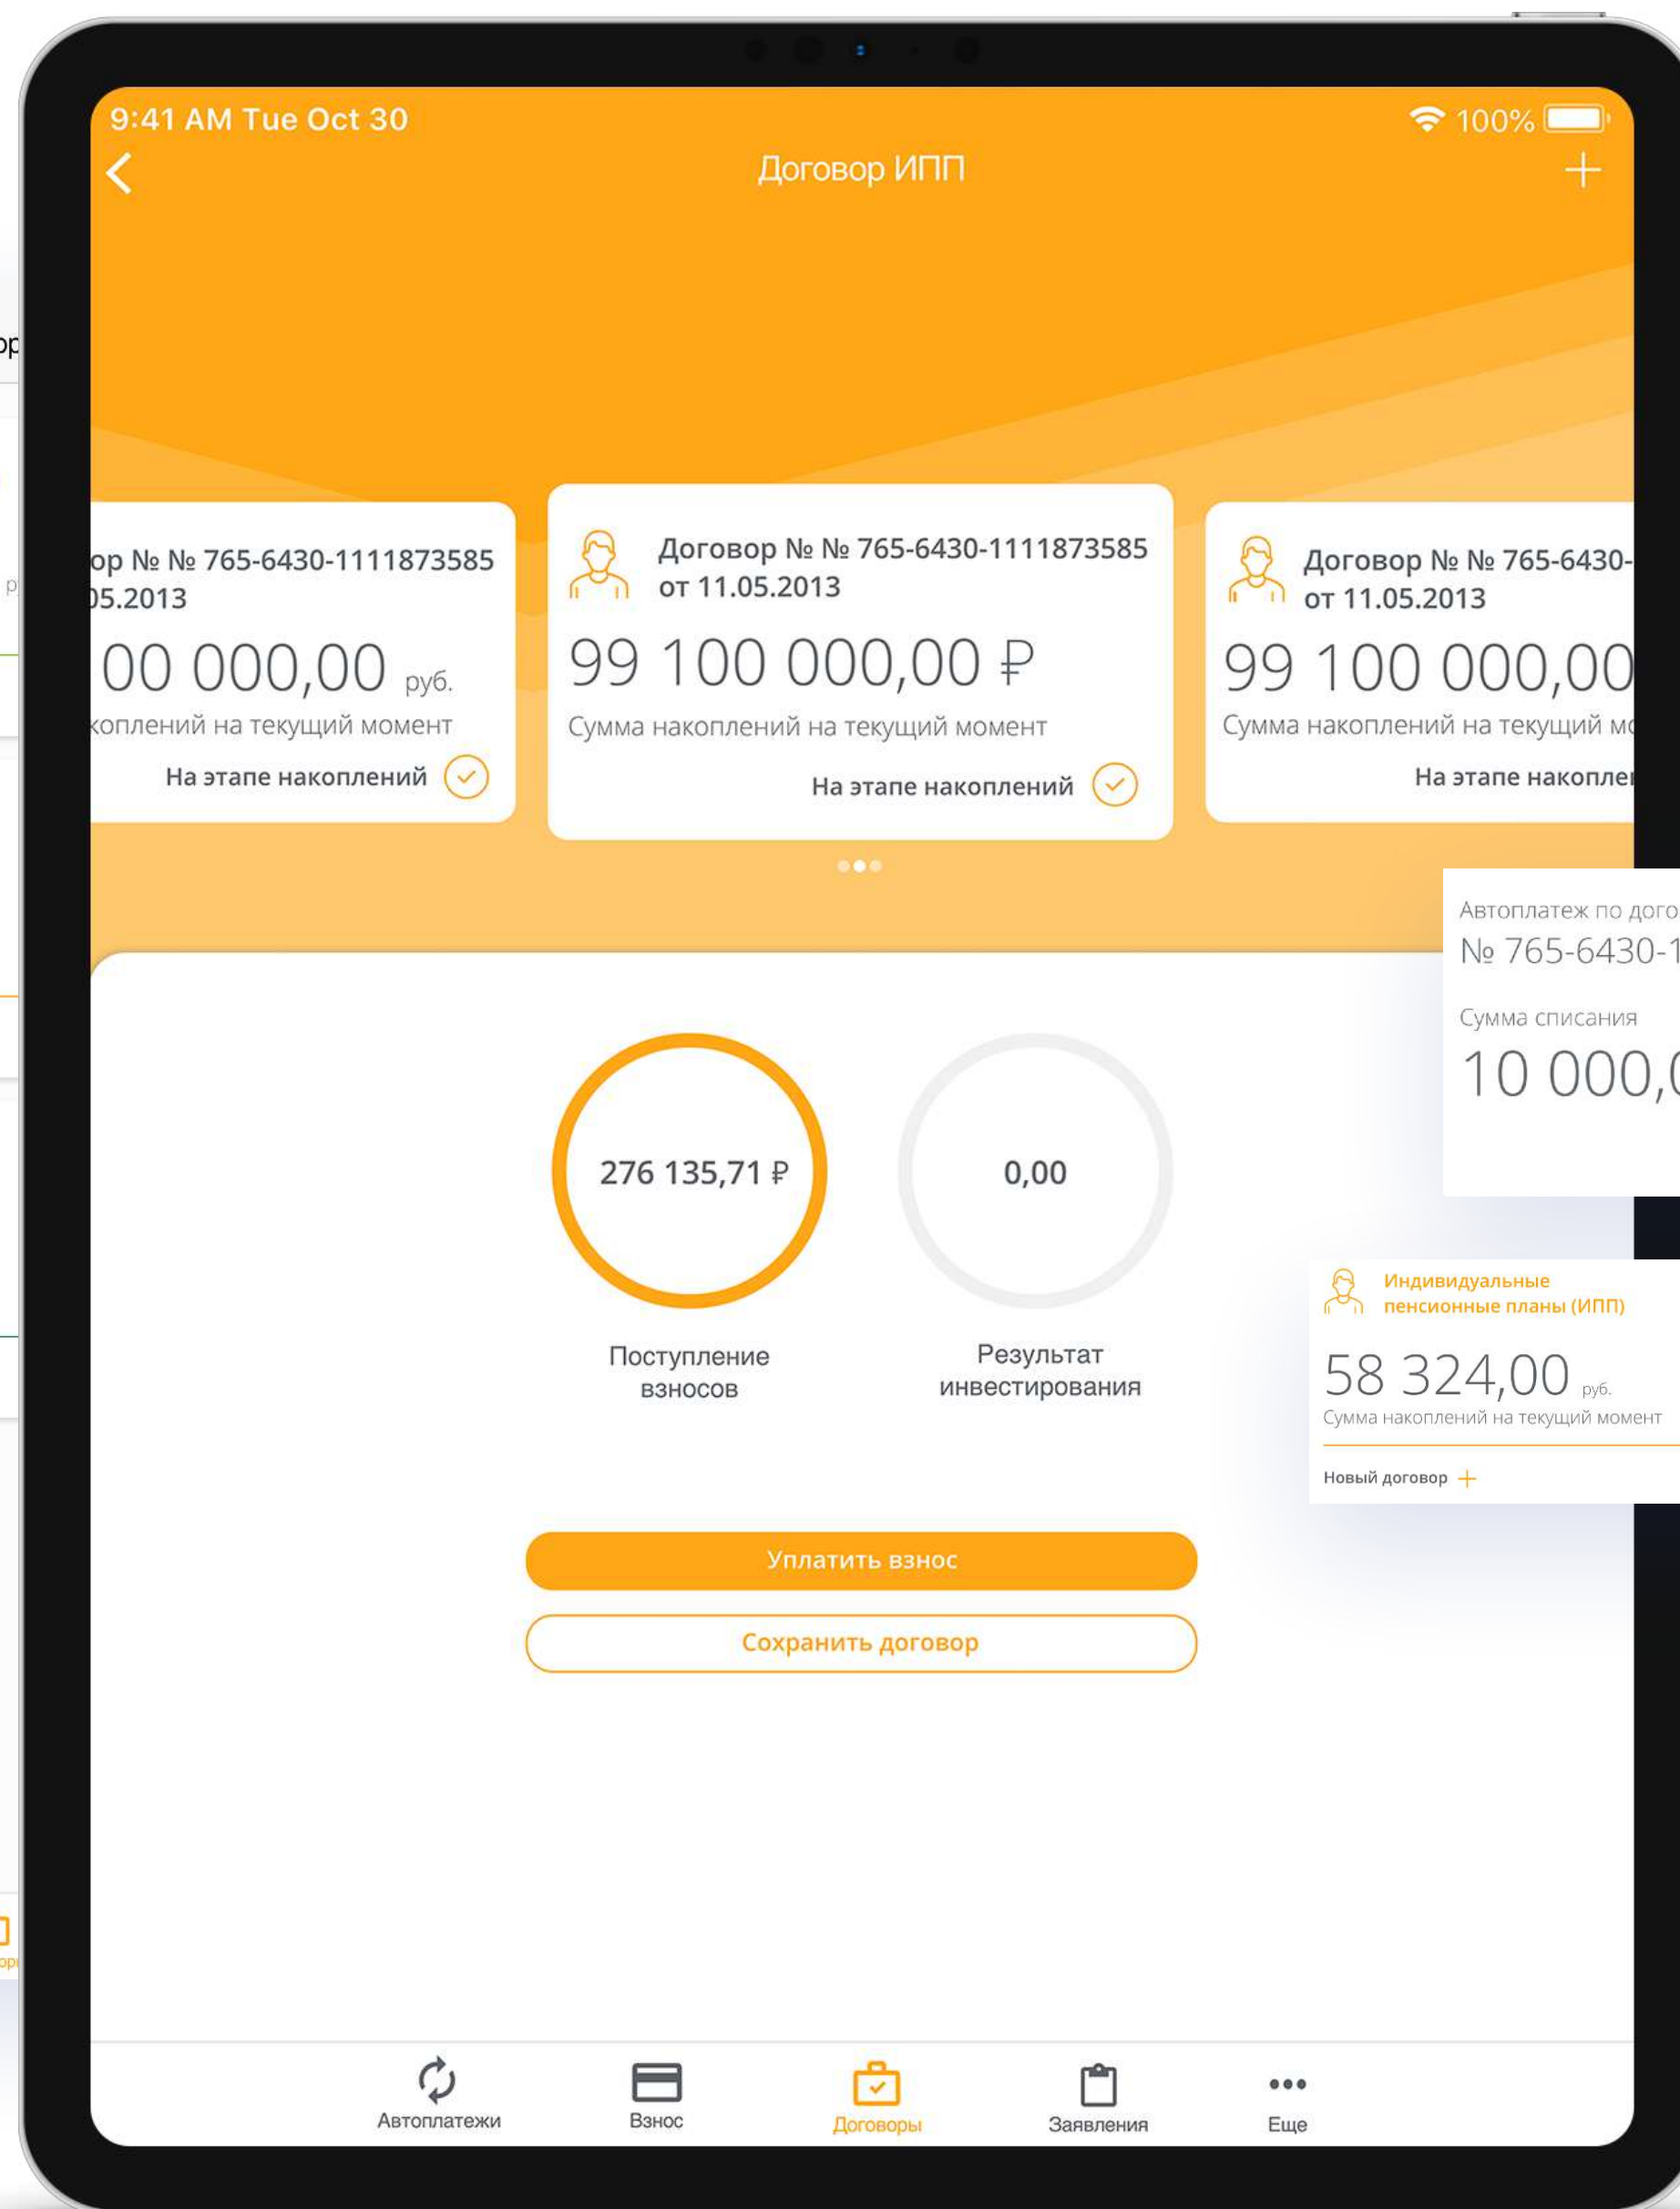 9:41 AM Tue Oct 30
100%
Договор ИПП
ор № № 765-6430-1111873585
05.2013
00 000,00 руб.
коплений на текущий момент
На этапе накоплений
Договор № № 765-6430-1111873585
от 11.05.2013
99 100 000,00 ₽
Сумма накоплений на текущий момент
На этапе накоплений
Договор № № 765-6430-
от 11.05.2013
99 100 000,00
Сумма накоплений на текущий мо
На этапе накопле
Автоплатеж по дого
№ 765-6430-1
Сумма списания
10 000,0
276 135,71 ₽
Поступление
взносов
0,00
Результат
инвестирования
Индивидуальные
пенсионные планы (ИПП)
58 324,00 руб.
Сумма накоплений на текущий момент
Новый договор +
Уплатить взнос
Сохранить договор
Автоплатежи
Взнос
Договоры
Заявления
Еще